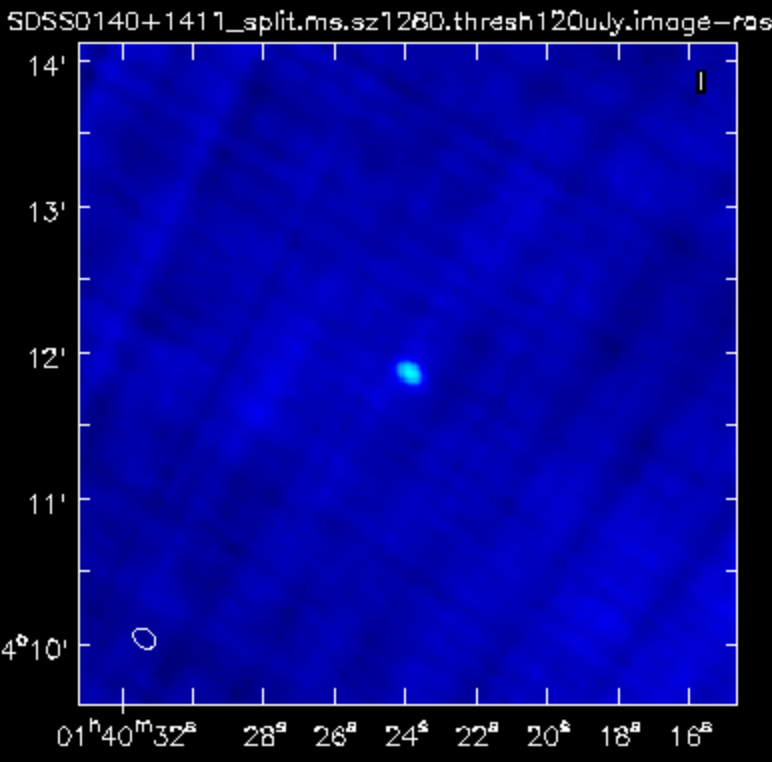 SDSS0140+1411_split.ms.sz1280.thresh120uJy.image-ras
I
14'
13'
12'
11'
4°10'
01ʰ40ᵐ32ˢ 28ˢ 26ˢ 24ˢ 22ˢ 20ˢ 18ˢ 16ˢ